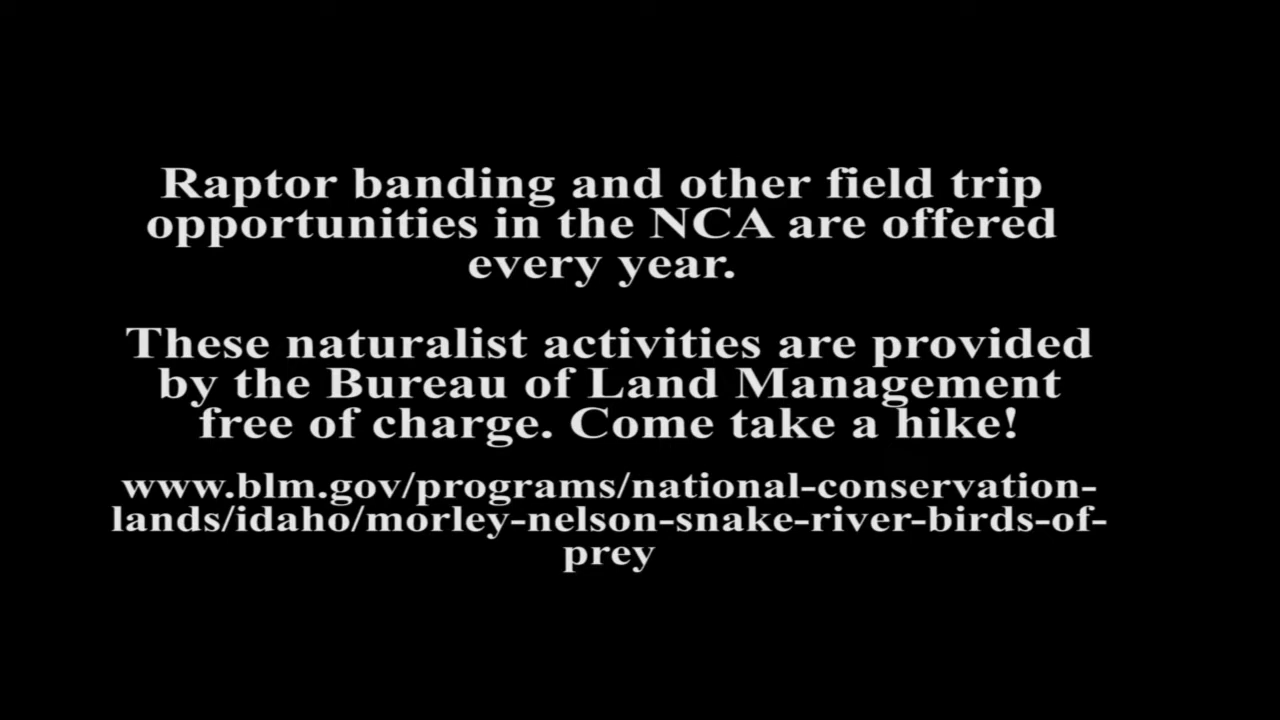 Raptor banding and other field trip
opportunities in the NCA are offered
every year.
These naturalist activities are provided
by the Bureau of Land Management
free of charge. Come take a hike!
www.blm.gov/programs/national-conservation-
lands/idaho/morley-nelson-snake-river-birds-of-
prey